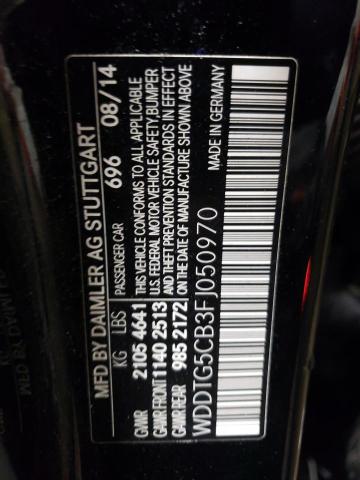 MFD BY DAIMLER AG STUTTGART
PASSENGER CAR 696 08/14
KG LBS
GVWR 2105 4641
GAWR FRONT 1140 2513
GAWR REAR 985 2172
THIS VEHICLE CONFORMS TO ALL APPLICABLE
U.S. FEDERAL MOTOR VEHICLE SAFETY, BUMPER
AND THEFT PREVENTION STANDARDS IN EFFECT
ON THE DATE OF MANUFACTURE SHOWN ABOVE
WDDTG5CB3FJ050970
MADE IN GERMANY